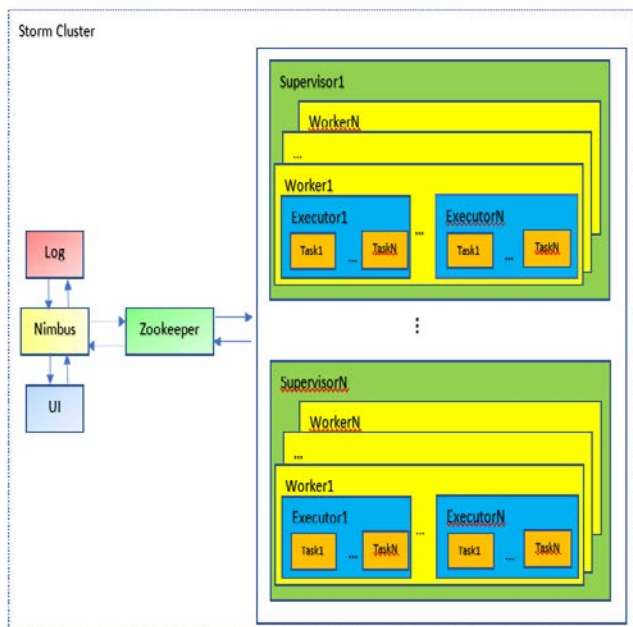 Storm Cluster
Supervisor1
WorkerN
...
Worker1
Executor1
...
ExecutorN
Task1
...
TaskN
Task1
...
TaskN
Log
Nimbus
Zookeeper
UI
...
SupervisorN
WorkerN
...
Worker1
Executor1
...
ExecutorN
Task1
...
TaskN
Task1
...
TaskN